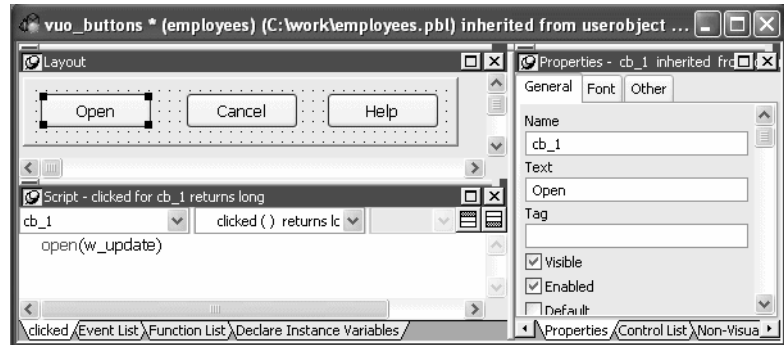 vuo_buttons * (employees) (C:\work\employees.pbl) inherited from userobject ...
Layout
Open
Cancel
Help
Script - clicked for cb_1 returns long
cb_1
clicked ( ) returns lc
open(w_update)
clicked
Event List
Function List
Declare Instance Variables
Properties - cb_1 inherited
General
Font
Other
Name
cb_1
Text
Open
Tag
Visible
Enabled
Default
Properties
Control List
Non-Visua